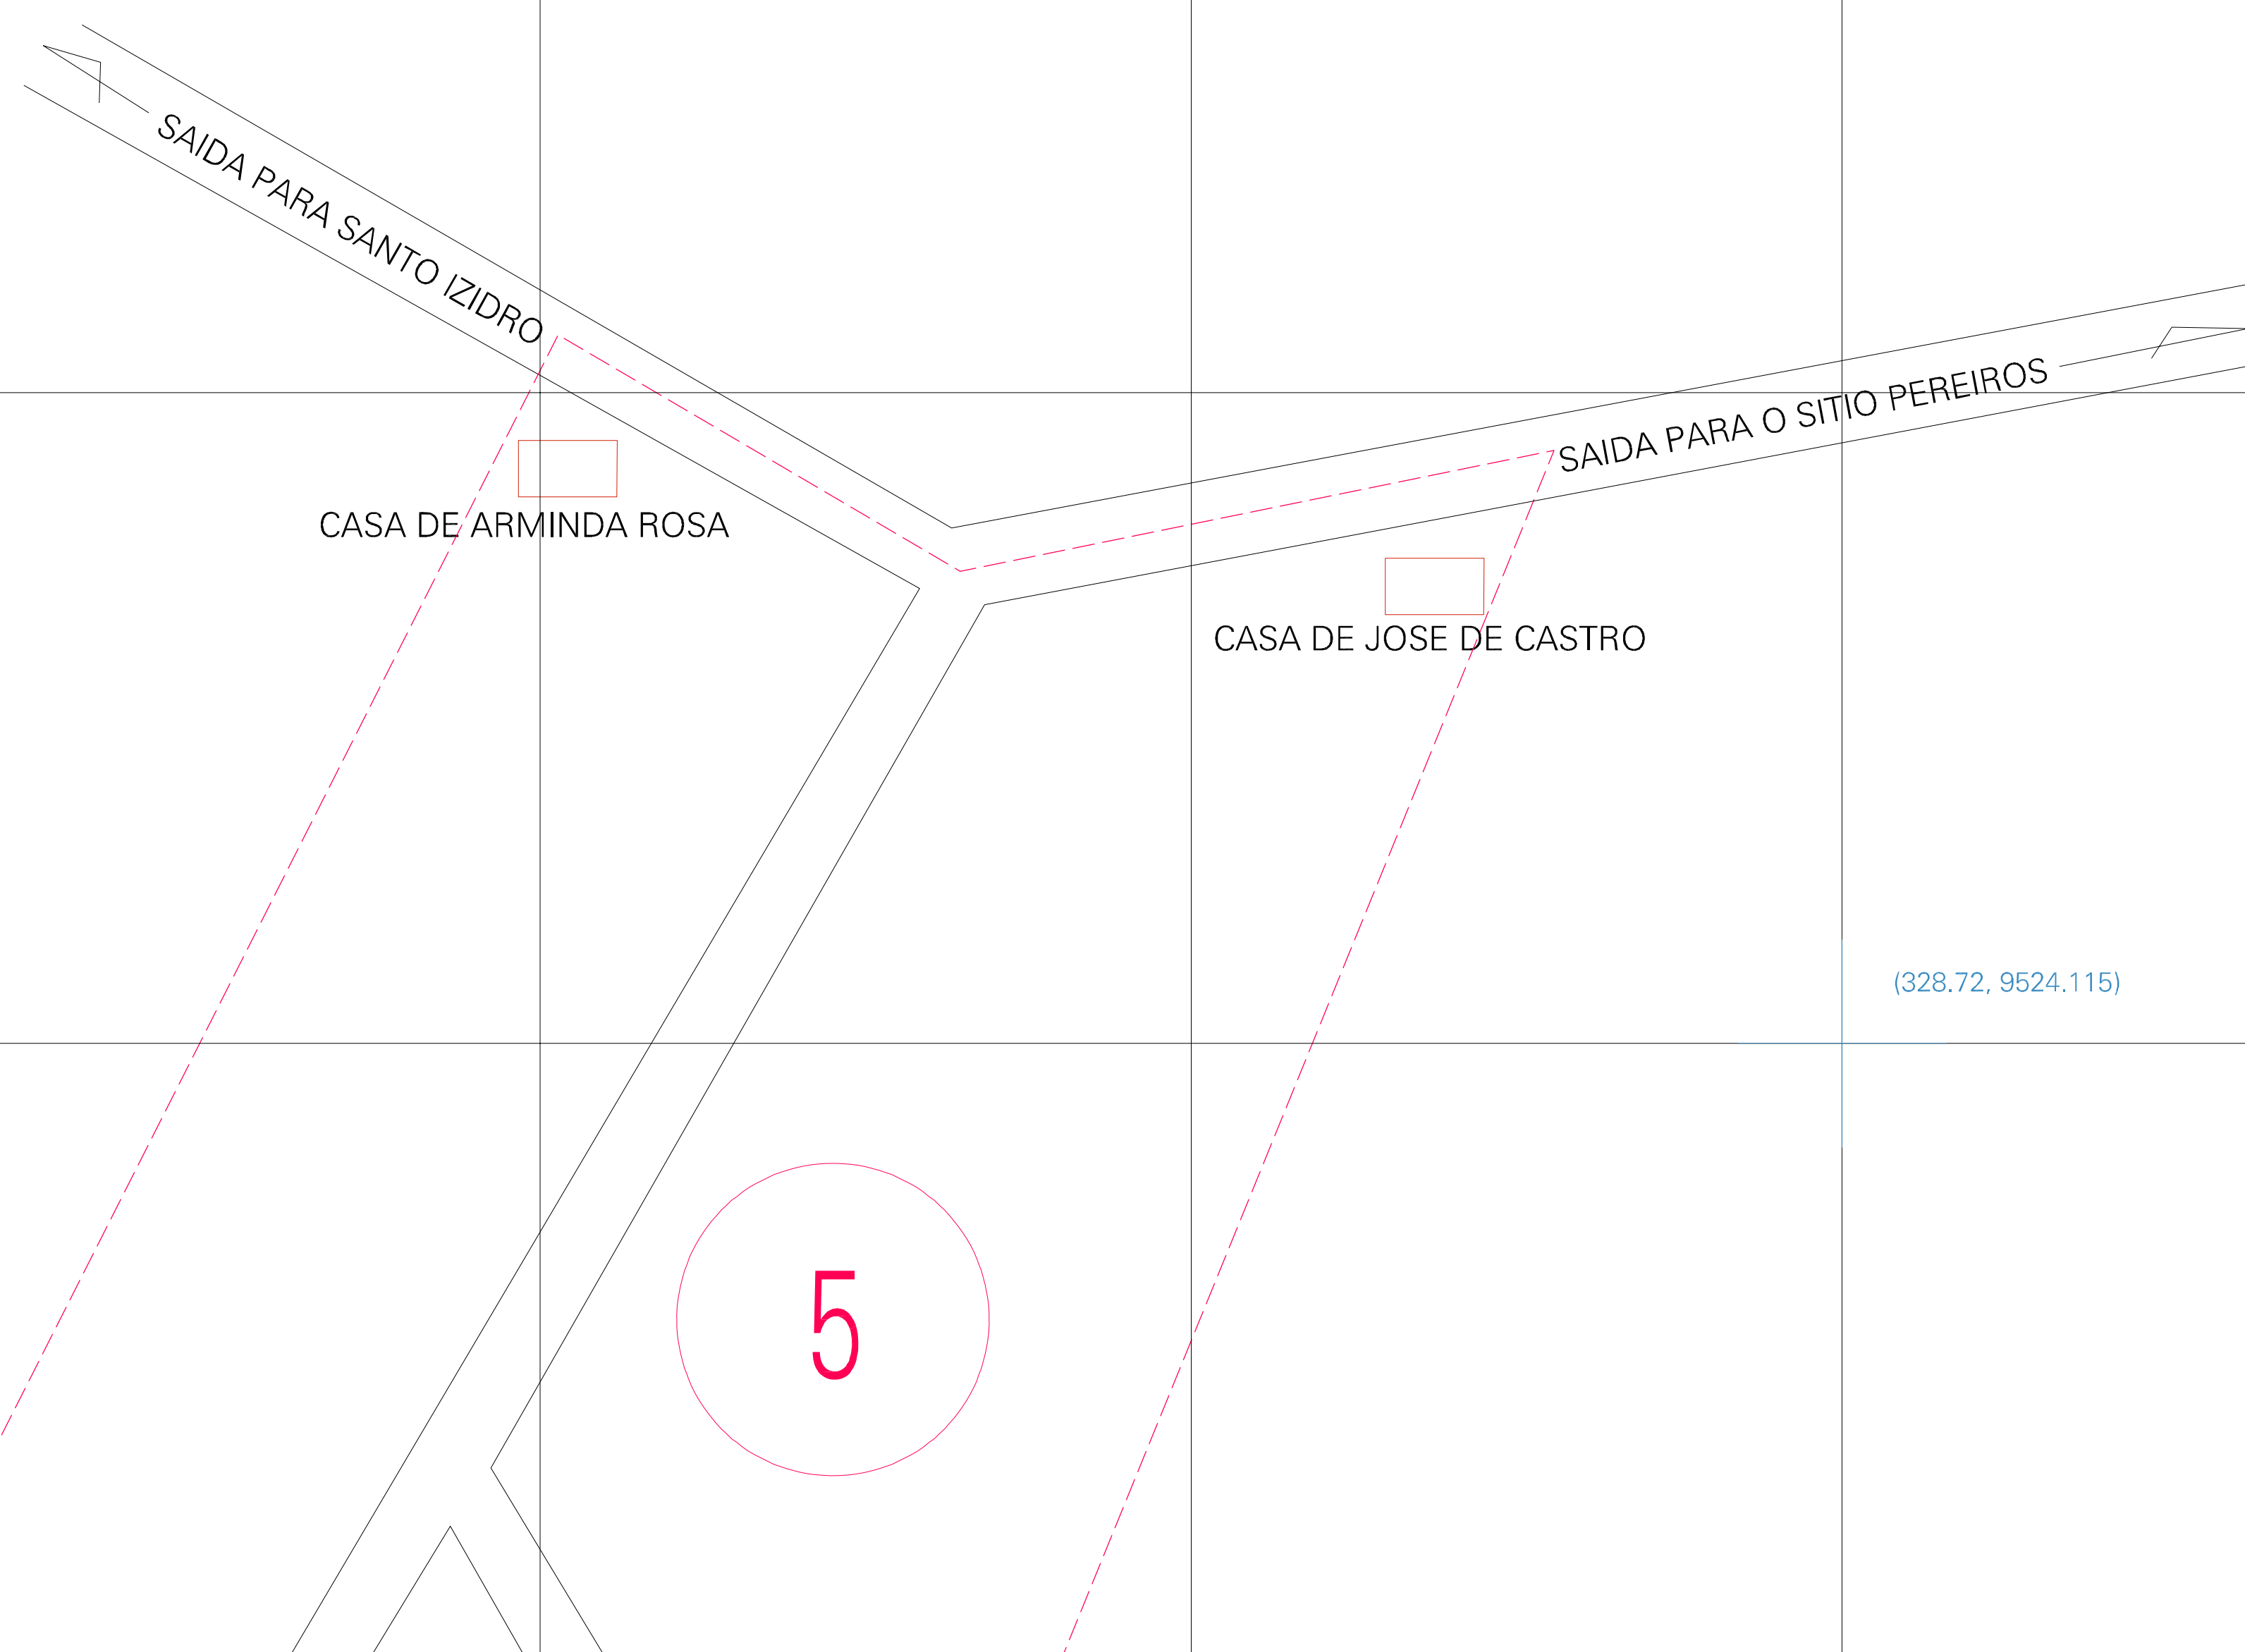 SAIDA PARA SANTO IZIDRO
SAIDA PARA O SITIO PEREIROS
CASA DE ARMINDA ROSA
CASA DE JOSE DE CASTRO
(328.72, 9524.115)
5